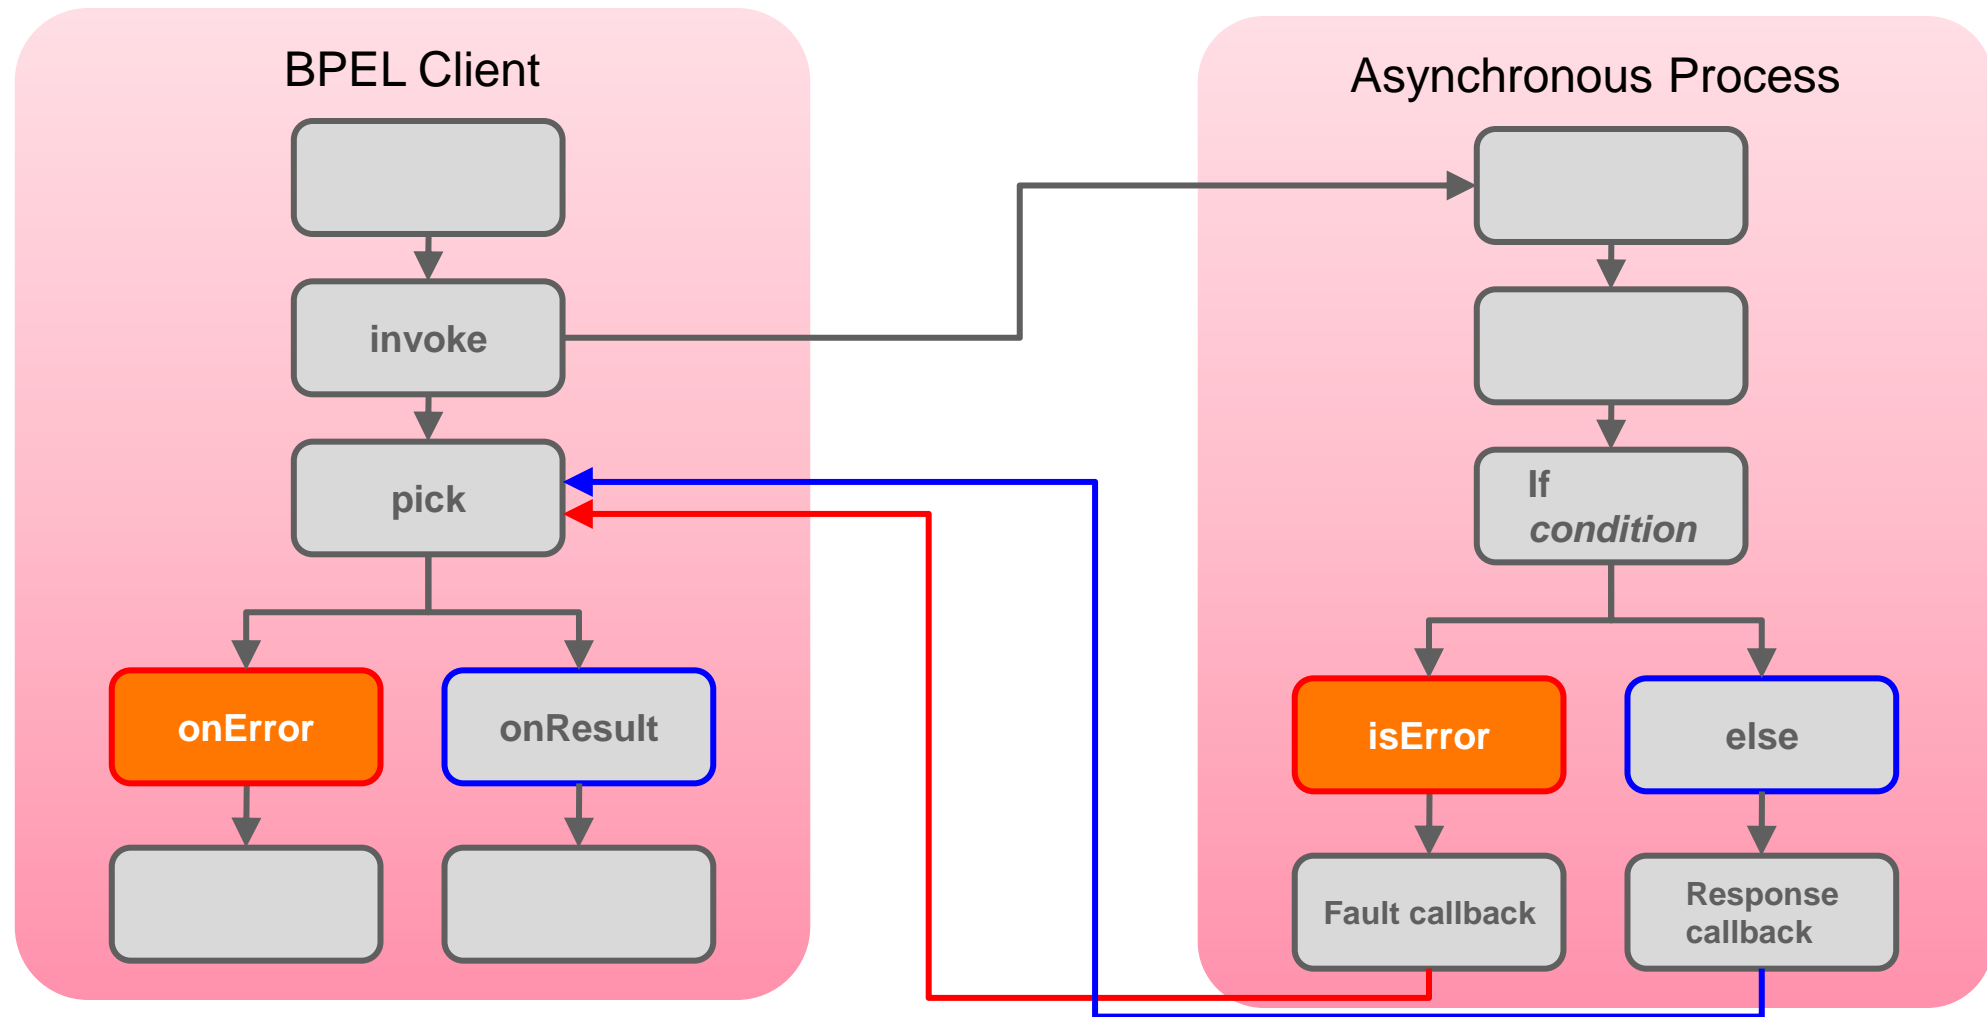 BPEL Client
invoke
pick
onError
onResult
Asynchronous Process
If
condition
isError
else
Fault callback
Response
callback